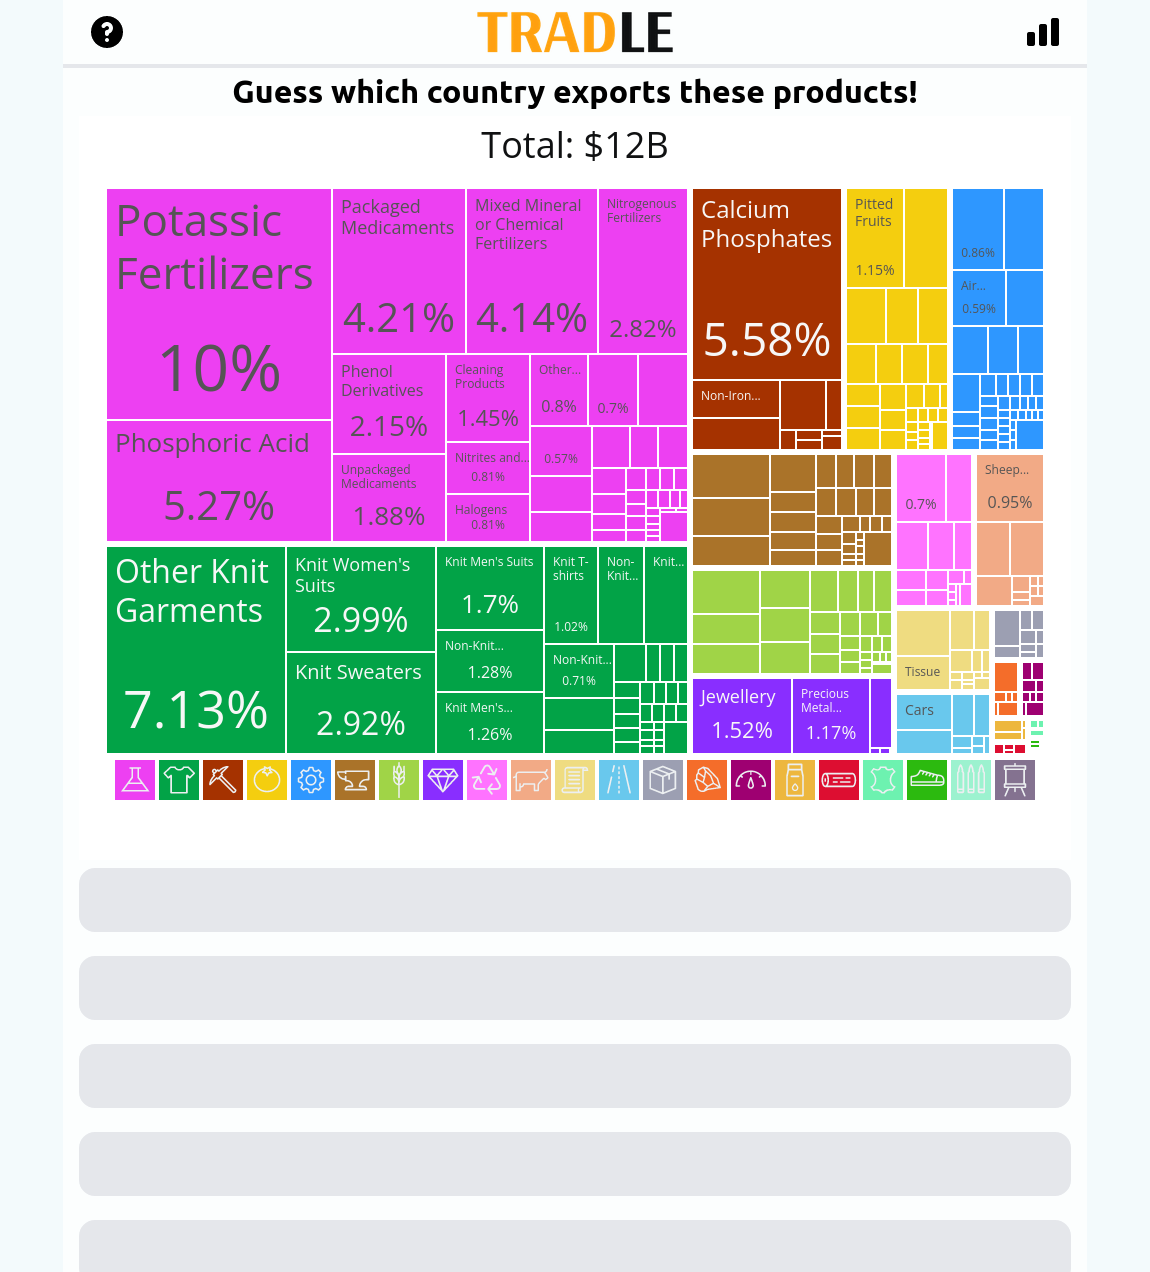 ?
TRADLE
Guess which country exports these products!
Total: $12B
Potassic
Fertilizers
10%
Phosphoric Acid
5.27%
Packaged
Medicaments
4.21%
Mixed Mineral
or Chemical
Fertilizers
4.14%
Nitrogenous
Fertilizers
2.82%
Phenol
Derivatives
2.15%
Unpackaged
Medicaments
1.88%
Cleaning
Products
1.45%
Nitrites and...
0.81%
Halogens
0.81%
Other...
0.8%
0.7%
0.57%
Other Knit
Garments
7.13%
Knit Women's
Suits
2.99%
Knit Sweaters
2.92%
Knit Men's Suits
1.7%
Non-Knit...
1.28%
Knit Men's...
1.26%
Knit T-
shirts
1.02%
Non-
Knit...
Knit...
Non-Knit...
0.71%
Calcium
Phosphates
5.58%
Non-Iron...
Pitted
Fruits
1.15%
0.86%
Air...
0.59%
0.7%
Sheep...
0.95%
Jewellery
1.52%
Precious
Metal...
1.17%
Tissue
Cars